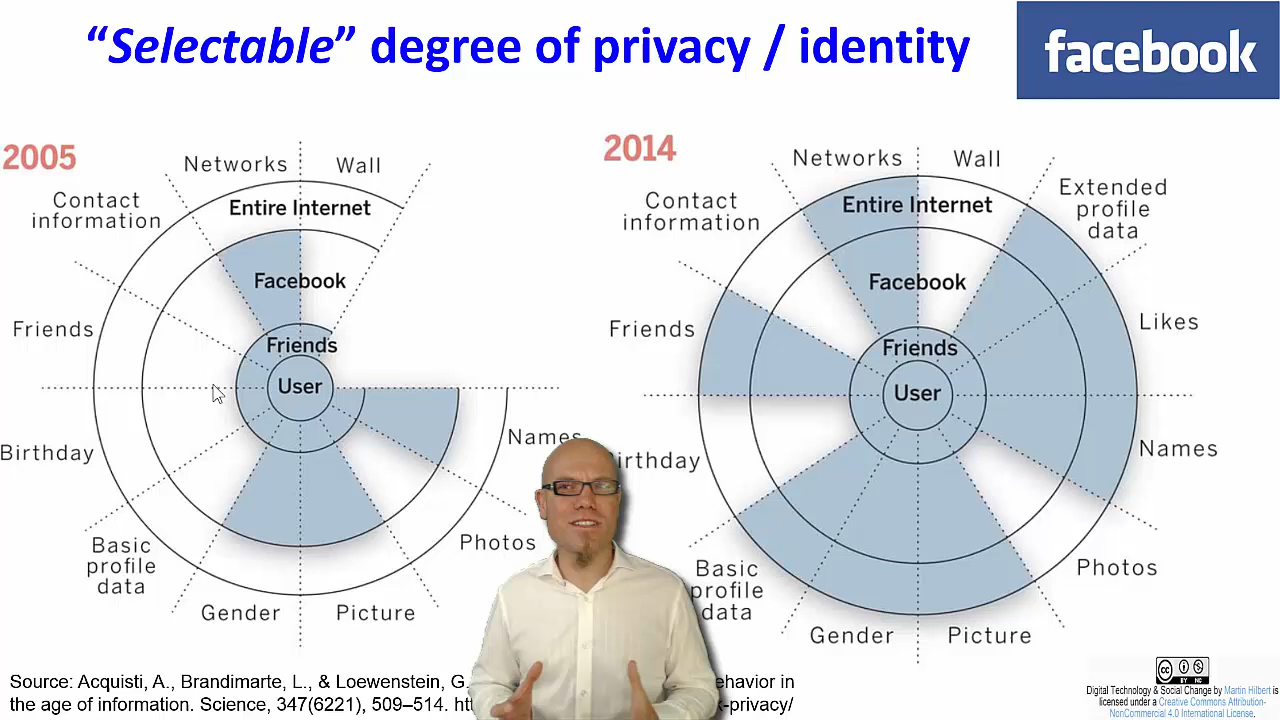 “Selectable” degree of privacy / identity
facebook
2005
Networks
Wall
Contact
information
Entire Internet
Facebook
Friends
Friends
User
Birthday
Names
Basic
profile
data
Photos
Gender
Picture
2014
Networks
Wall
Extended
profile
data
Contact
information
Entire Internet
Facebook
Friends
Likes
Friends
User
Names
Basic
profile
data
Photos
Gender
Picture
Source: Acquisti, A., Brandimarte, L., & Loewenstein, G.
the age of information. Science, 347(6221), 509–514.
in
Digital Technology & Social Change by Martin Hilbert is
licensed under a Creative Commons Attribution-
NonCommercial 4.0 International License.
cc
BY NC